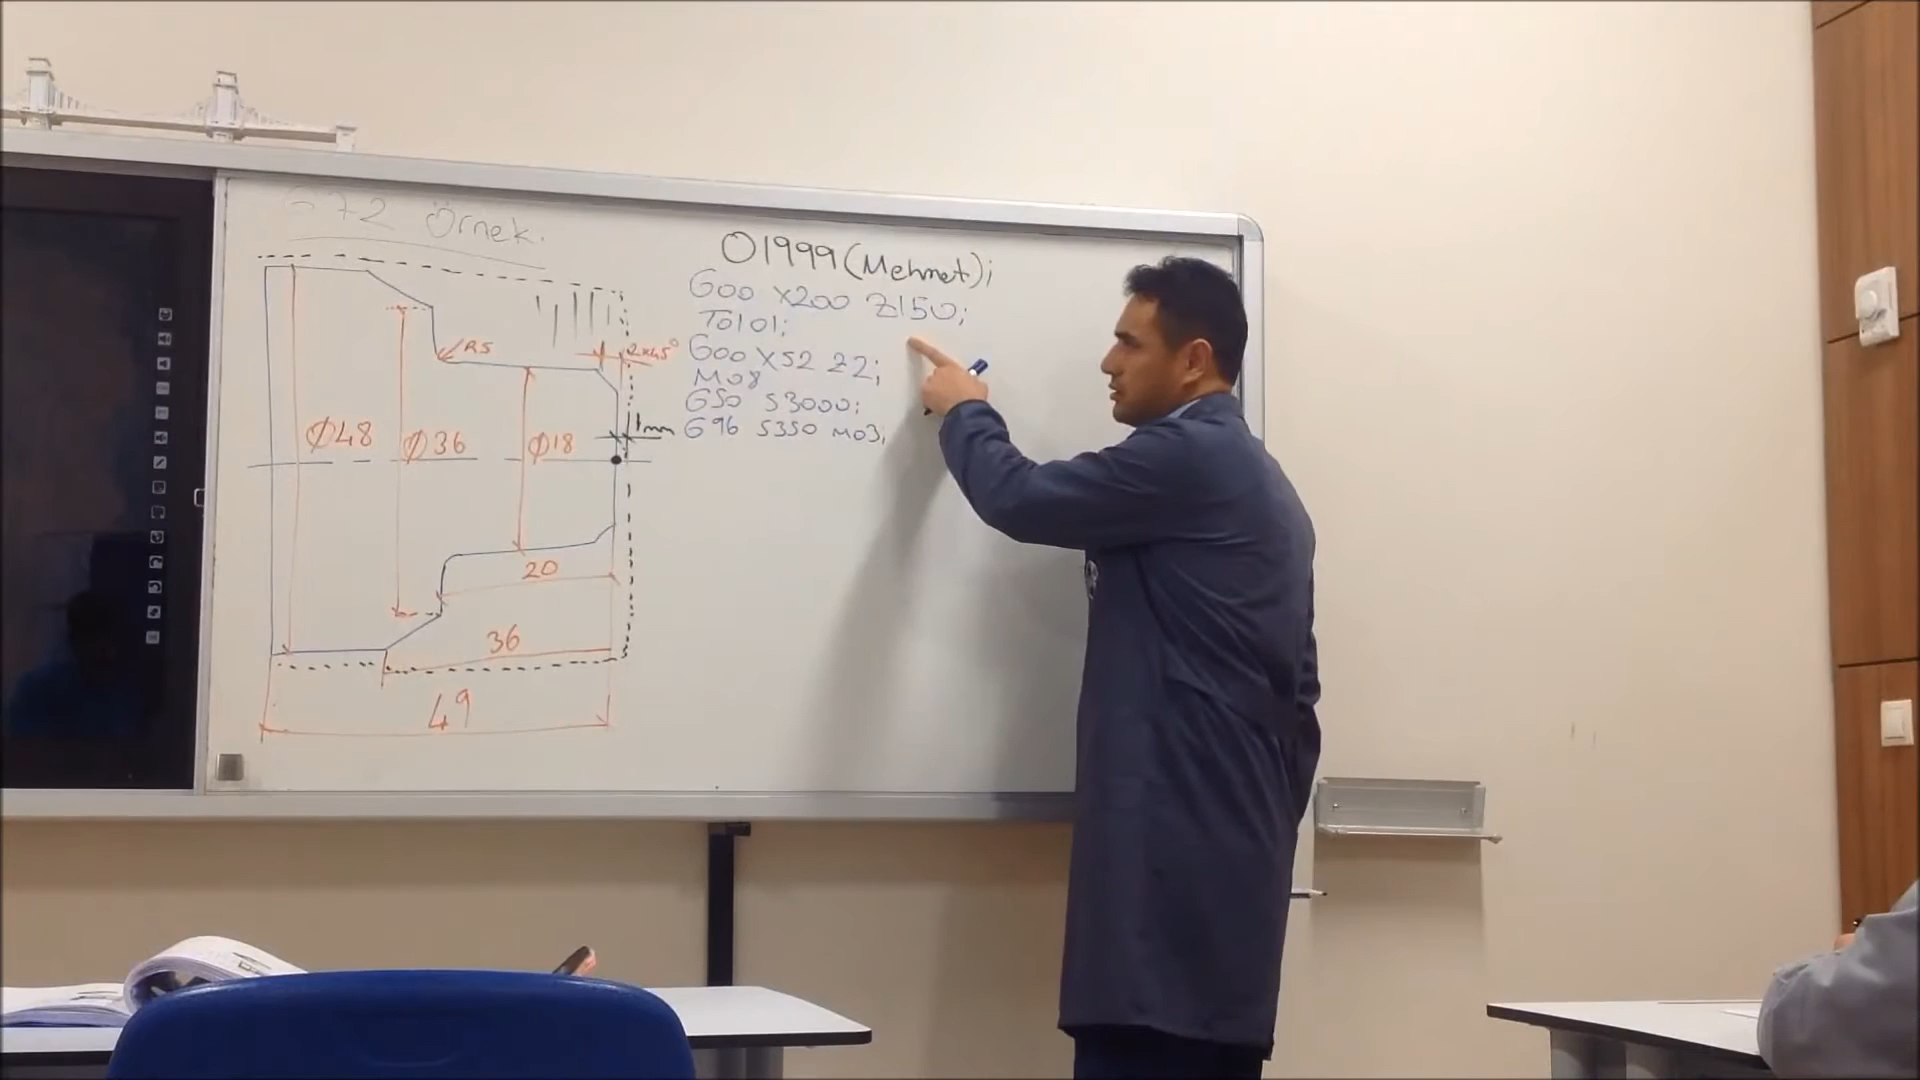 G72 Örnek.
O1999(Mehmet);
G00 X200 Z150;
T0101;
G00 X52 Z2;
M08
G50 S3000;
G96 S350 M03;
R5
2x45°
1mm
Ø48
Ø36
Ø18
20
36
49